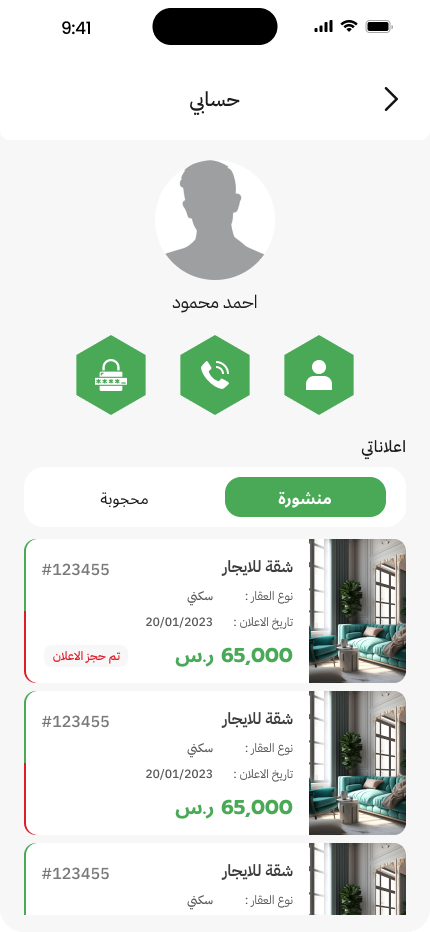 9:41
حسابي
احمد محمود
اعلاناتي
منشورة
محجوبة
شقة للايجار
#123455
نوع العقار : سكني
تاريخ الاعلان : 20/01/2023
65,000 ر.س
تم حجز الاعلان
شقة للايجار
#123455
نوع العقار : سكني
تاريخ الاعلان : 20/01/2023
65,000 ر.س
شقة للايجار
#123455
نوع العقار : سكني